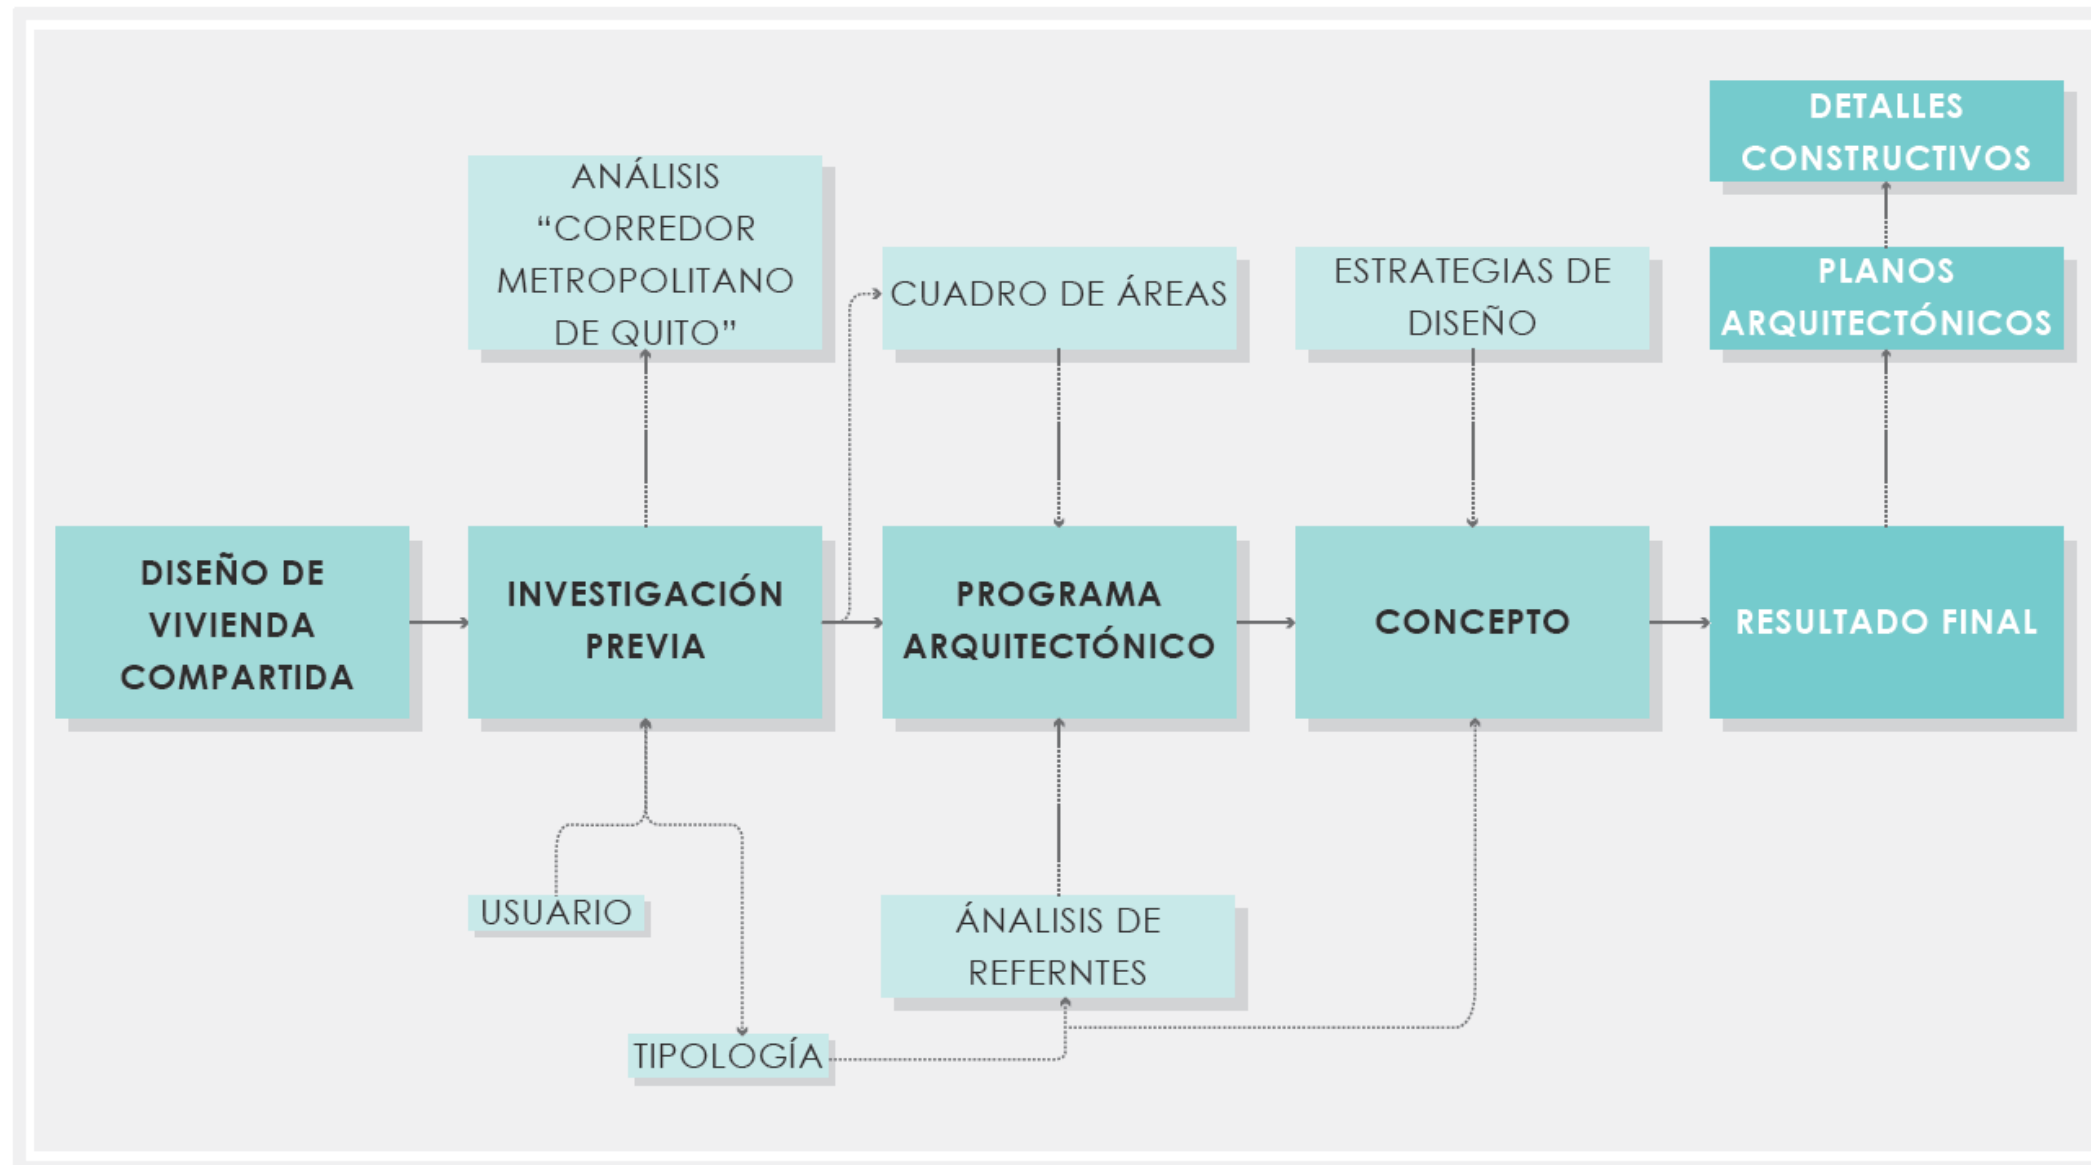 DETALLES
CONSTRUCTIVOS
ANÁLISIS
“CORREDOR
METROPOLITANO
DE QUITO”
CUADRO DE ÁREAS
ESTRATEGIAS DE
DISEÑO
PLANOS
ARQUITECTÓNICOS
DISEÑO DE
VIVIENDA
COMPARTIDA
INVESTIGACIÓN
PREVIA
PROGRAMA
ARQUITECTÓNICO
CONCEPTO
RESULTADO FINAL
USUARIO
ÁNALISIS DE
REFERNTES
TIPOLOGÍA